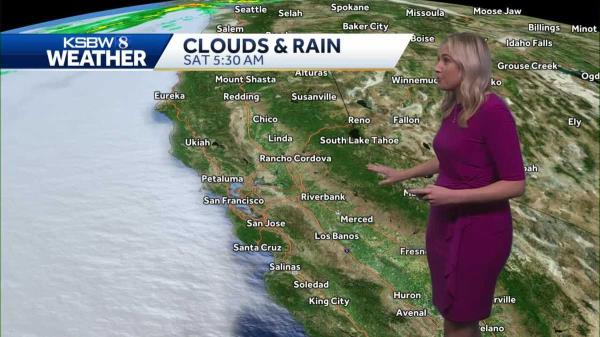 Seattle
Selah
Spokane
Missoula
Moose Jaw
Salem
Baker City
Billings
Minot
KSBW 8
WEATHER
CLOUDS & RAIN
SAT 5:30 AM
Boise
Idaho Falls
Mount Shasta
Alturas
Winnemu
Grouse Creek
Ogd
Eureka
Redding
Susanville
Chico
Reno
Fallon
Ely
Ukiah
Linda
South Lake Tahoe
Rancho Cordova
Petaluma
San Francisco
Riverbank
San Jose
Merced
Los Banos
Santa Cruz
Fresn
Salinas
Soledad
King City
Huron
Avenal
erville
elano